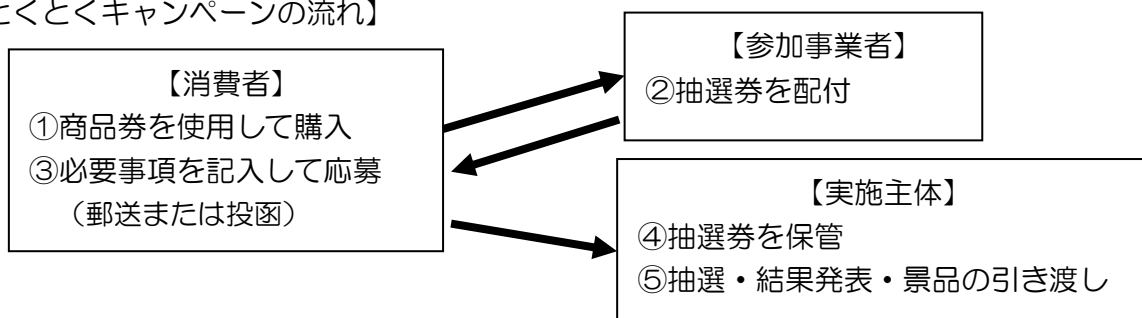 とくとくキャンペーンの流れ】
【消費者】
①商品券を使用して購入
③必要事項を記入して応募
（郵送または投函）
【参加事業者】
②抽選券を配付
【実施主体】
④抽選券を保管
⑤抽選・結果発表・景品の引き渡し